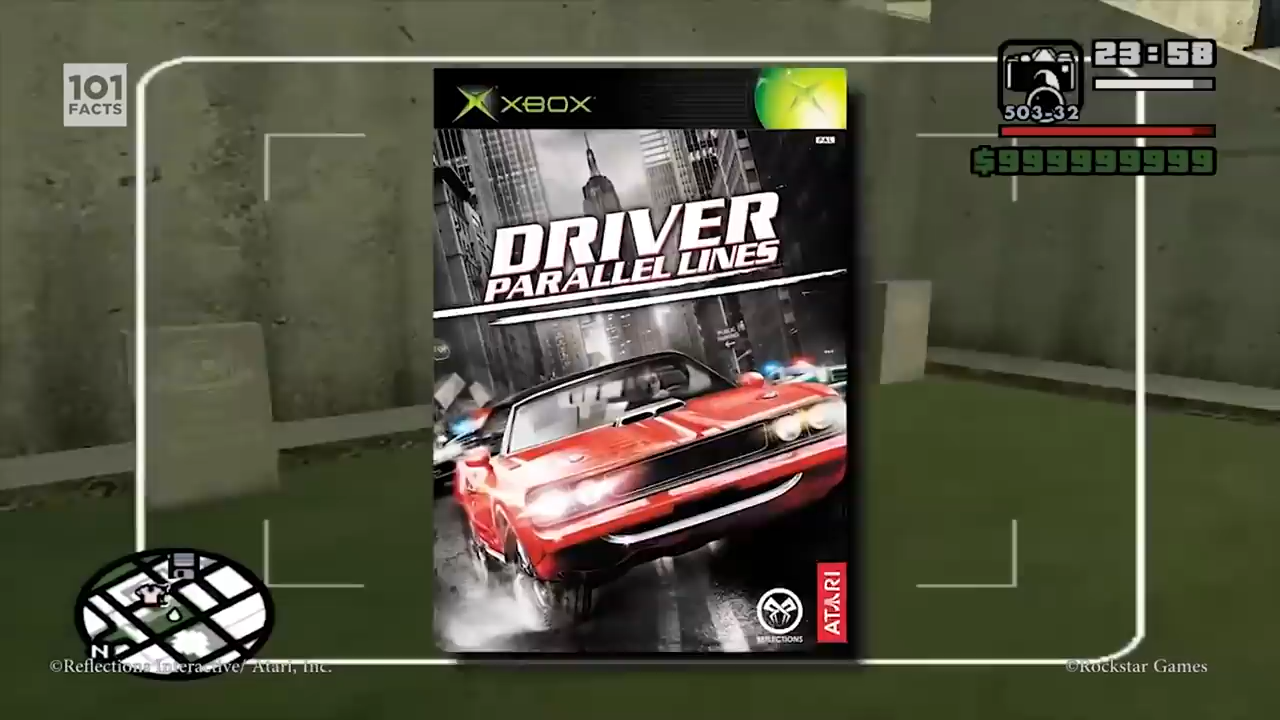 101
FACTS
XBOX
PAL
DRIVER
PARALLEL LINES
REFLECTIONS
ATARI
23:58
503-32
$999999999
N
©Reflections Interactive/ Atari, Inc.
©Rockstar Games